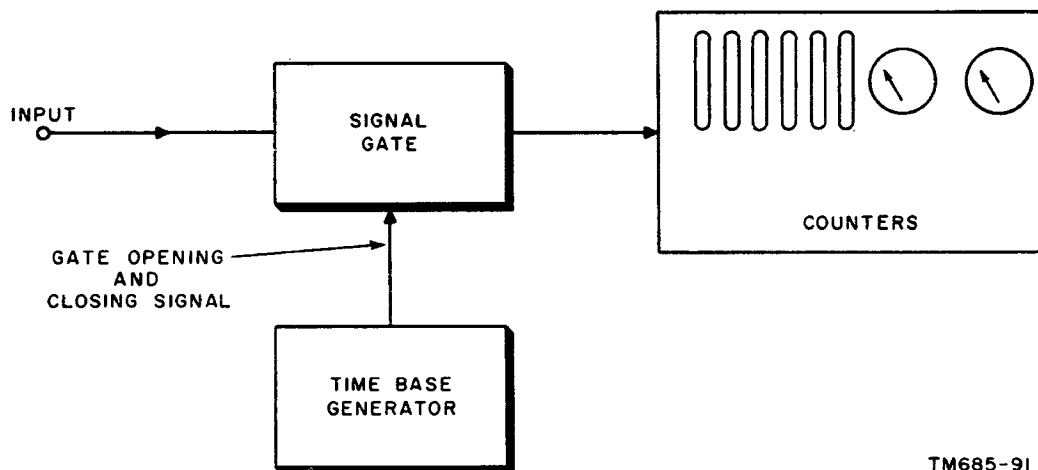 INPUT
SIGNAL
GATE
COUNTERS
GATE OPENING
AND
CLOSING SIGNAL
TIME BASE
GENERATOR
TM685-91